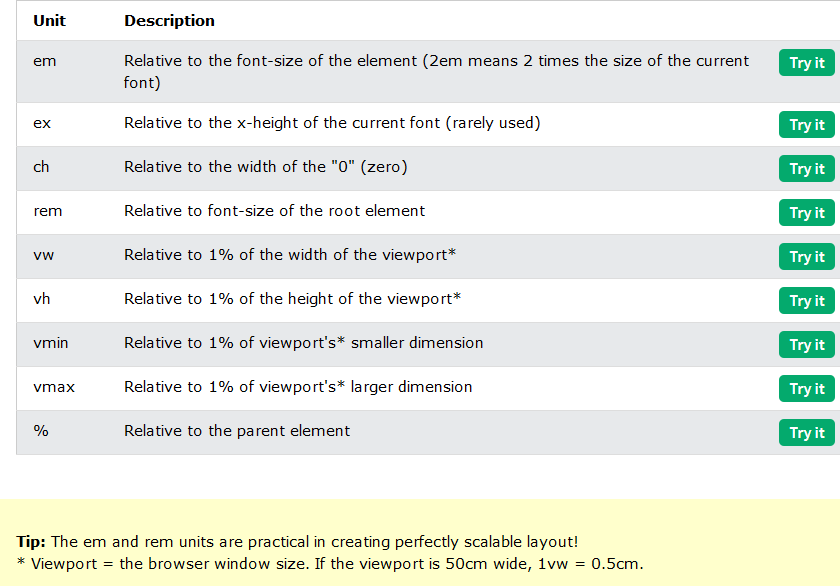 Unit Description
em Relative to the font-size of the element (2em means 2 times the size of the current Try it
font)
ex Relative to the x-height of the current font (rarely used) Try it
ch Relative to the width of the "0" (zero) Try it
rem Relative to font-size of the root element Try it
vw Relative to 1% of the width of the viewport* Try it
vh Relative to 1% of the height of the viewport* Try it
vmin Relative to 1% of viewport's* smaller dimension Try it
vmax Relative to 1% of viewport's* larger dimension Try it
% Relative to the parent element Try it
Tip: The em and rem units are practical in creating perfectly scalable layout!
* Viewport = the browser window size. If the viewport is 50cm wide, 1vw = 0.5cm.